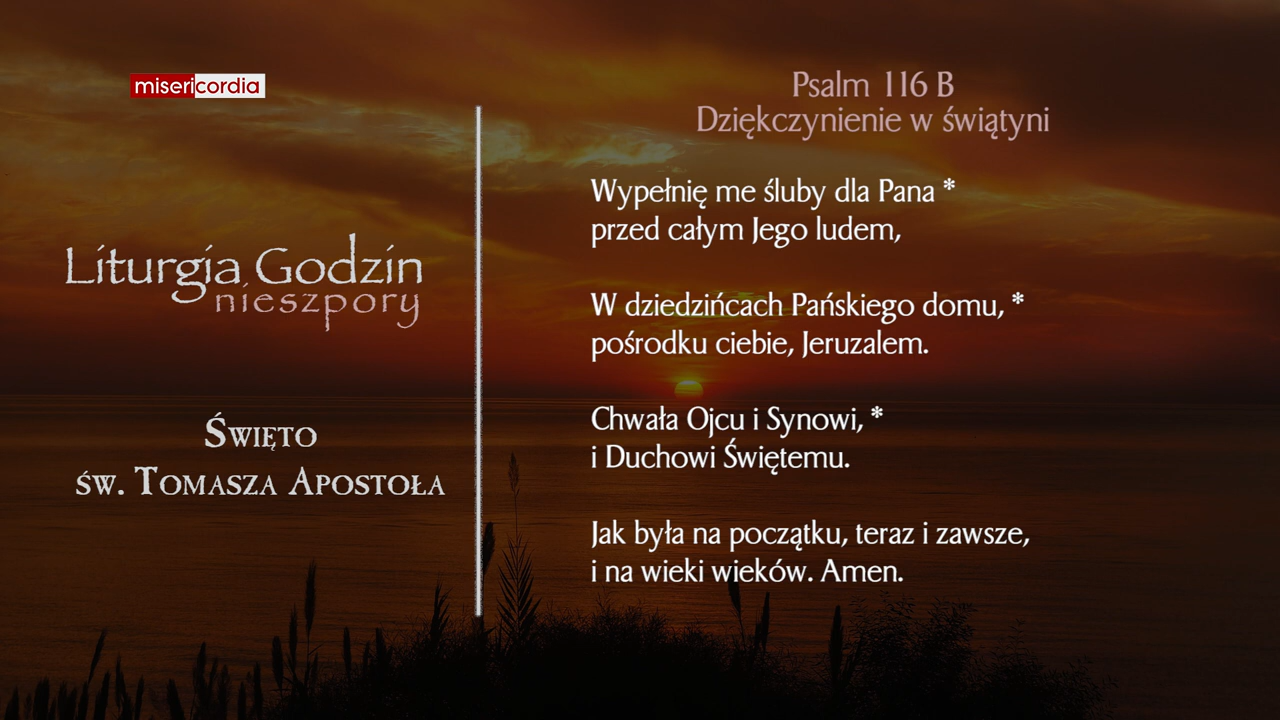 misericordia
Liturgia Godzin
nieszpory
Święto
św. Tomasza Apostoła
Psalm 116 B
Dziękczynienie w świątyni
Wypełnię me śluby dla Pana *
przed całym Jego ludem,
W dziedzińcach Pańskiego domu, *
pośrodku ciebie, Jeruzalem.
Chwała Ojcu i Synowi, *
i Duchowi Świętemu.
Jak była na początku, teraz i zawsze,
i na wieki wieków. Amen.